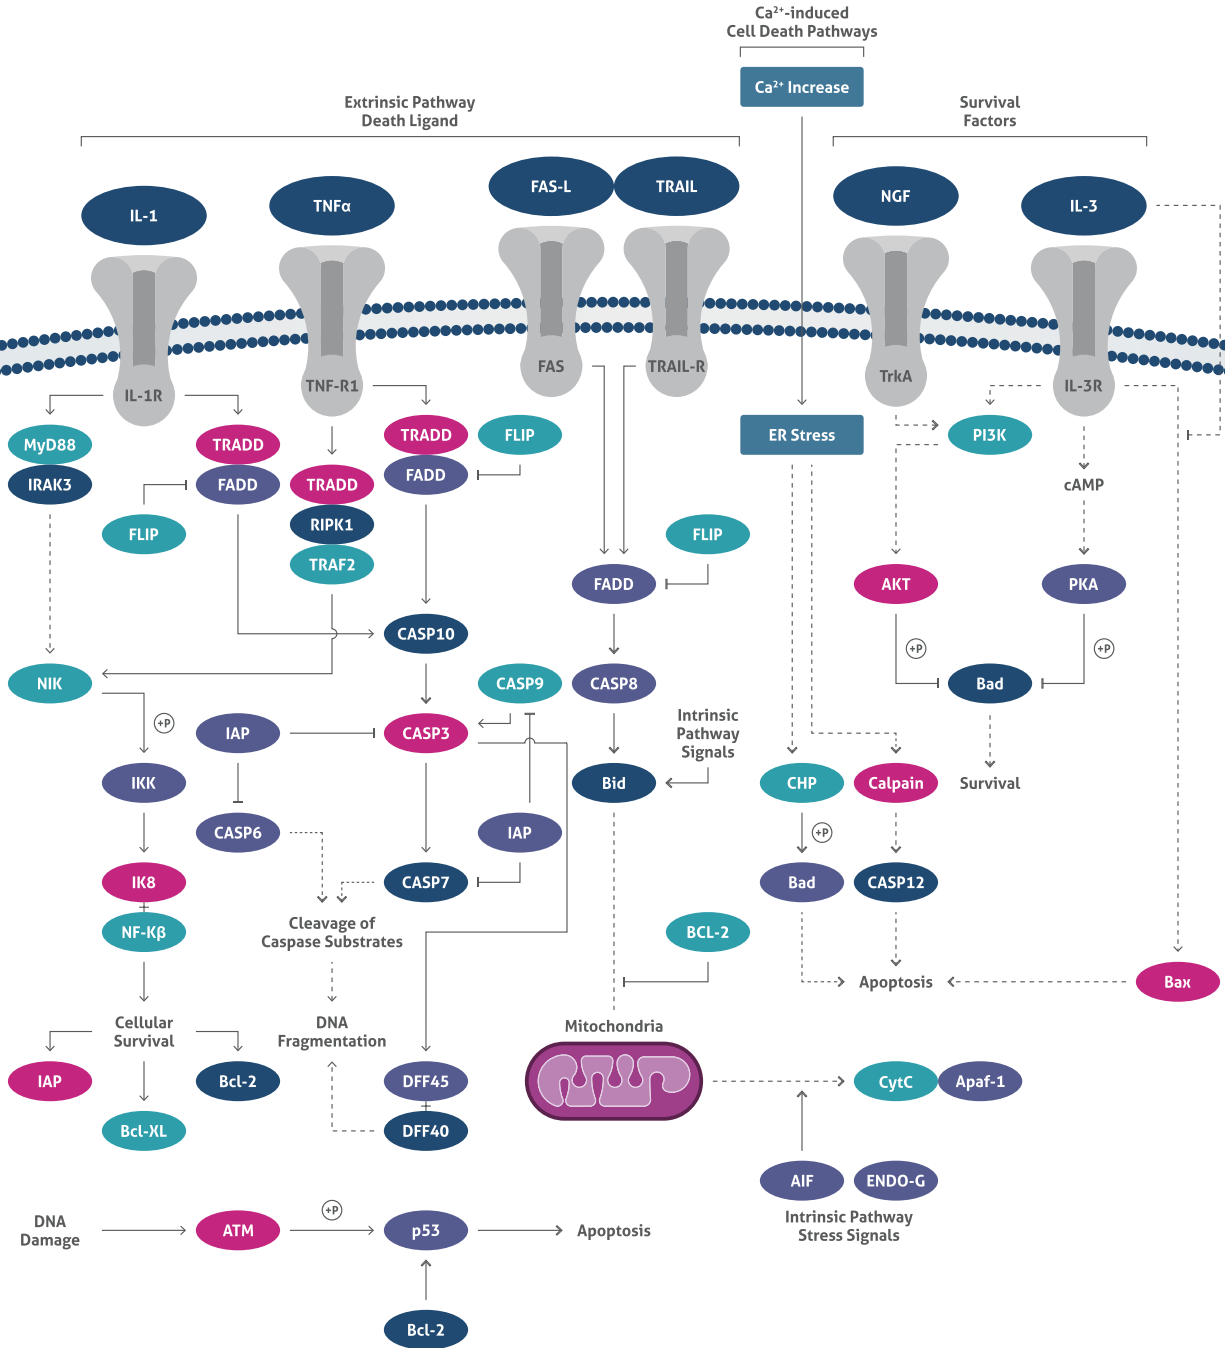 Ca²⁺-induced
Cell Death Pathways
Ca²⁺ Increase
Extrinsic Pathway
Death Ligand
Survival
Factors
IL-1
TNFα
FAS-L
TRAIL
NGF
IL-3
IL-1R
TNF-R1
FAS
TRAIL-R
TrkA
IL-3R
MyD88
IRAK3
TRADD
FADD
FLIP
TRADD
RIPK1
TRAF2
TRADD
FADD
FLIP
ER Stress
PI3K
cAMP
FLIP
FADD
AKT
PKA
CASP10
+P
+P
NIK
CASP9
CASP8
Bad
+P
IAP
CASP3
Intrinsic
Pathway
Signals
IKK
Bid
CHP
Calpain
Survival
CASP6
IAP
+P
IK8
CASP7
Bad
CASP12
NF-Kβ
Cleavage of
Caspase Substrates
BCL-2
Apoptosis
Bax
Cellular
Survival
DNA
Fragmentation
Mitochondria
IAP
Bcl-2
DFF45
CytC
Apaf-1
Bcl-XL
DFF40
AIF
ENDO-G
Intrinsic Pathway
Stress Signals
DNA
Damage
ATM
+P
p53
Apoptosis
Bcl-2